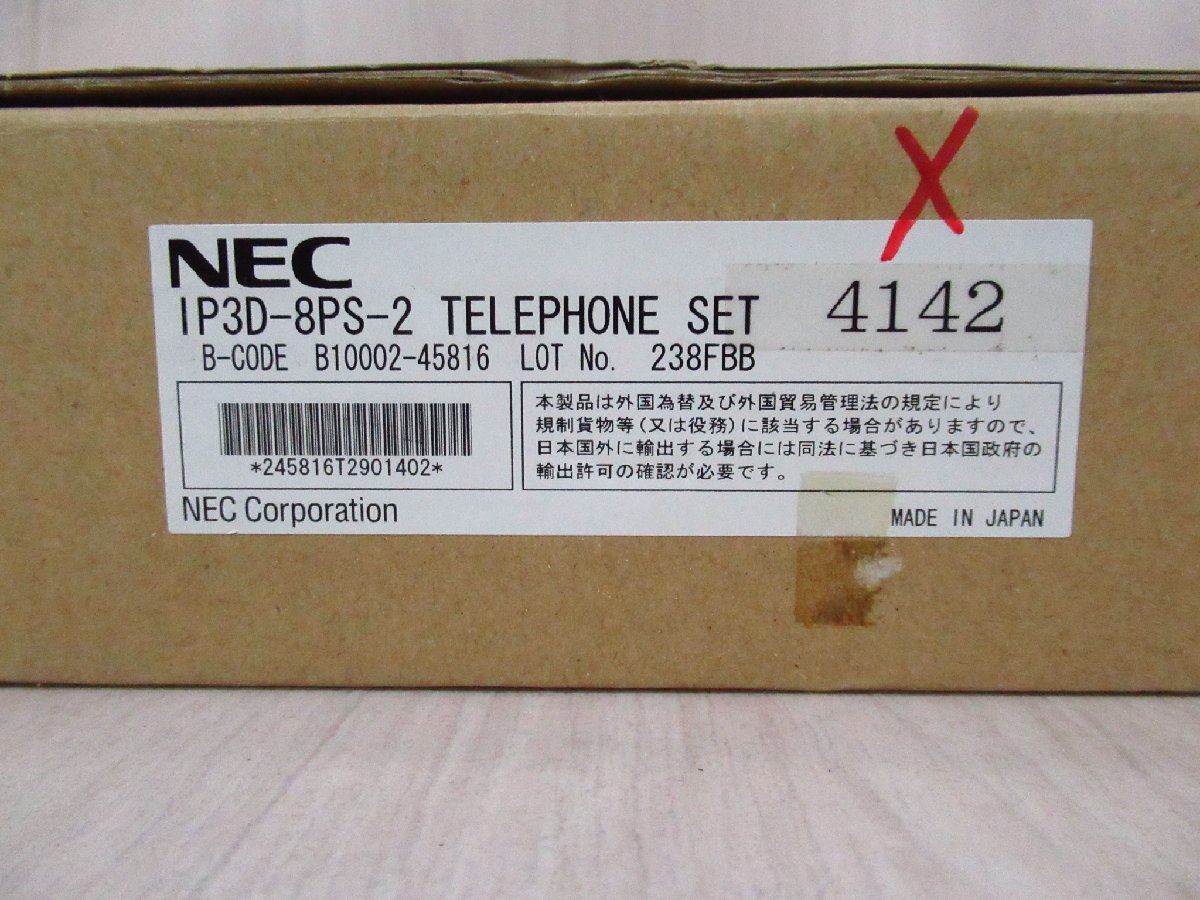 X
NEC
IP3D-8PS-2 TELEPHONE SET 4142
B-CODE B10002-45816 LOT No. 238FBB
*245816T2901402*
本製品は外国為替及び外国貿易管理法の規定により
規制貨物等(又は役務)に該当する場合がありますので、
日本国外に輸出する場合には同法に基づき日本国政府の
輸出許可の確認が必要です。
NEC Corporation
MADE IN JAPAN